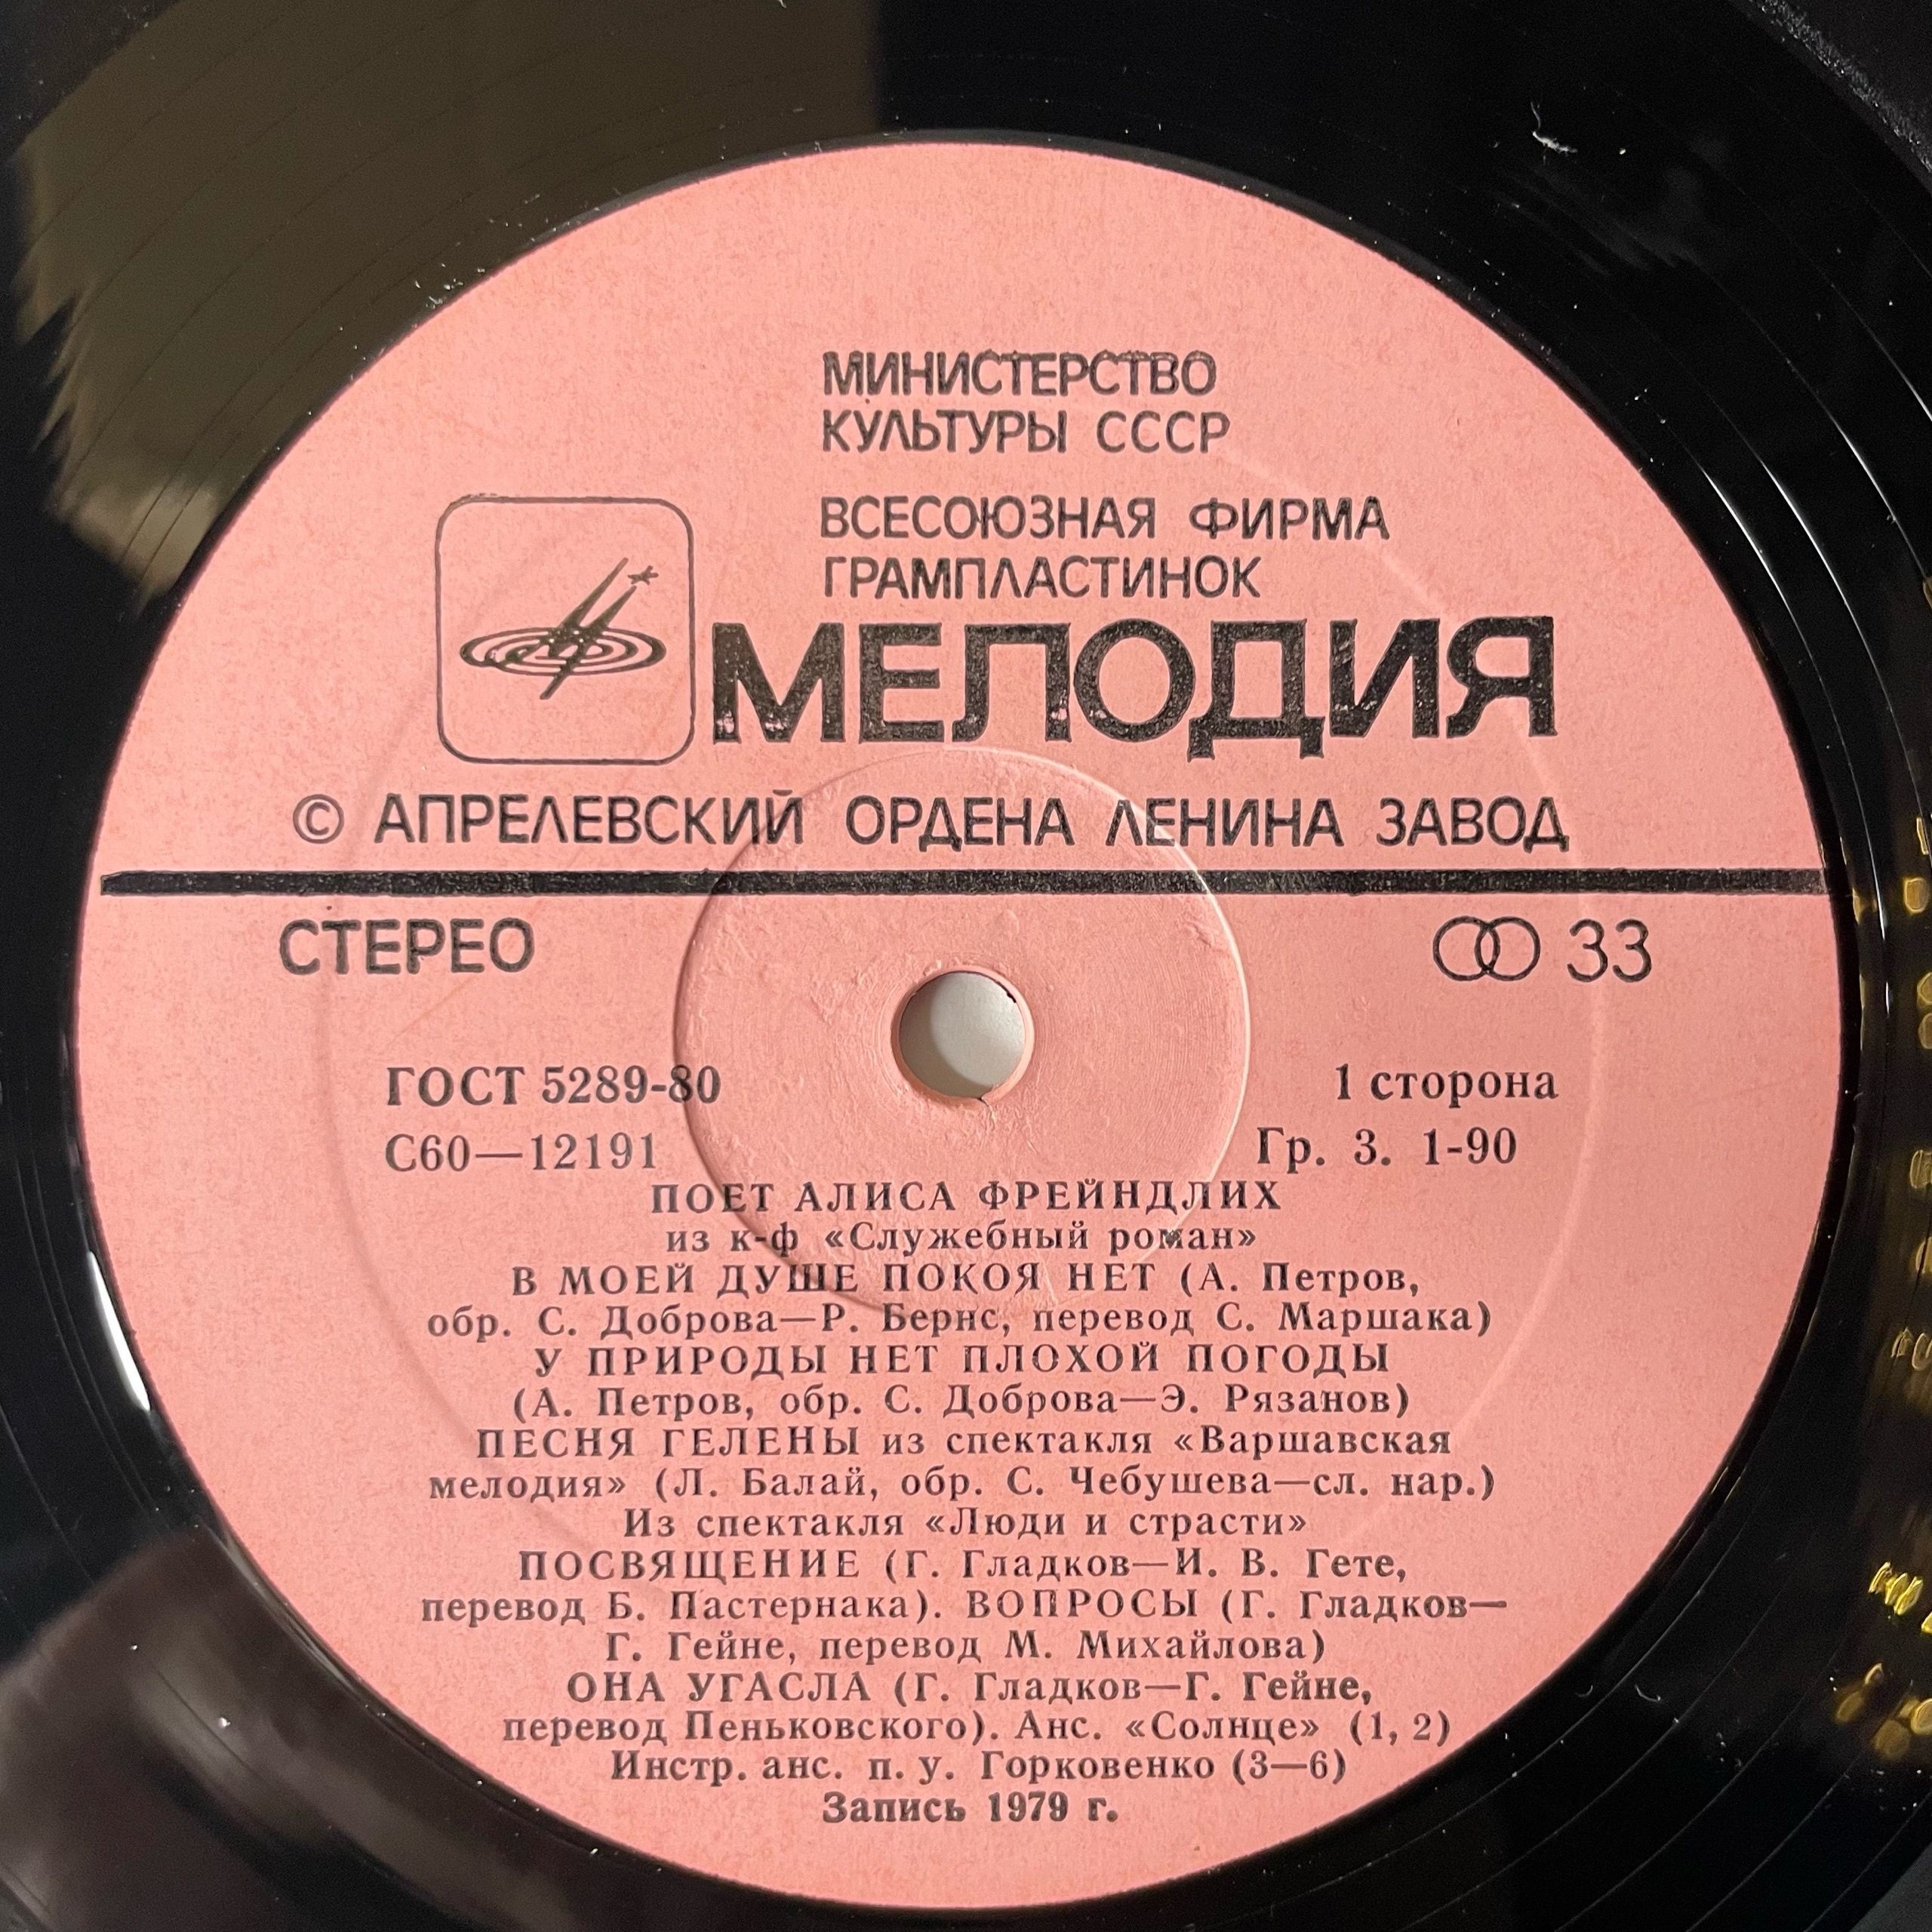 МИНИСТЕРСТВО
КУЛЬТУРЫ СССР
ВСЕСОЮЗНАЯ ФИРМА
ГРАМПЛАСТИНОК
МЕЛОДИЯ
© АПРЕЛЕВСКИЙ ОРДЕНА ЛЕНИНА ЗАВОД
СТЕРЕО 33
ГОСТ 5289-80 1 сторона
С60—12191 Гр. 3. 1-90
ПОЕТ АЛИСА ФРЕЙНДЛИХ
из к-ф «Служебный роман»
В МОЕЙ ДУШЕ ПОКОЯ НЕТ (А. Петров,
обр. С. Доброва—Р. Бернс, перевод С. Маршака)
У ПРИРОДЫ НЕТ ПЛОХОЙ ПОГОДЫ
(А. Петров, обр. С. Доброва—Э. Рязанов)
ПЕСНЯ ГЕЛЕНЫ из спектакля «Варшавская
мелодия» (Л. Балай, обр. С. Чебушева—сл. нар.)
Из спектакля «Люди и страсти»
ПОСВЯЩЕНИЕ (Г. Гладков—И. В. Гете,
перевод Б. Пастернака). ВОПРОСЫ (Г. Гладков—
Г. Гейне, перевод М. Михайлова)
ОНА УГАСЛА (Г. Гладков—Г. Гейне,
перевод Пеньковского). Анс. «Солнце» (1, 2)
Инстр. анс. п. у. Горковенко (3—6)
Запись 1979 г.